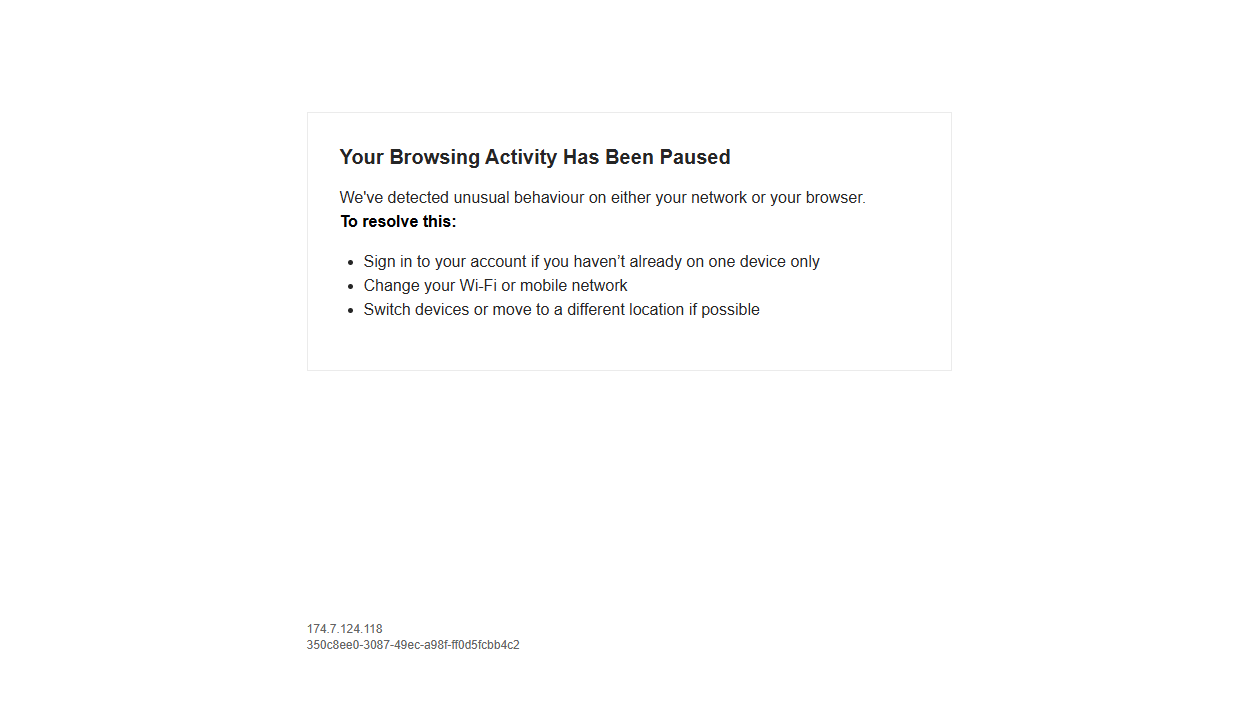 Your Browsing Activity Has Been Paused
We've detected unusual behaviour on either your network or your browser.
To resolve this:
• Sign in to your account if you haven’t already on one device only
• Change your Wi-Fi or mobile network
• Switch devices or move to a different location if possible
174.7.124.118
350c8ee0-3087-49ec-a98f-ff0d5fcbb4c2